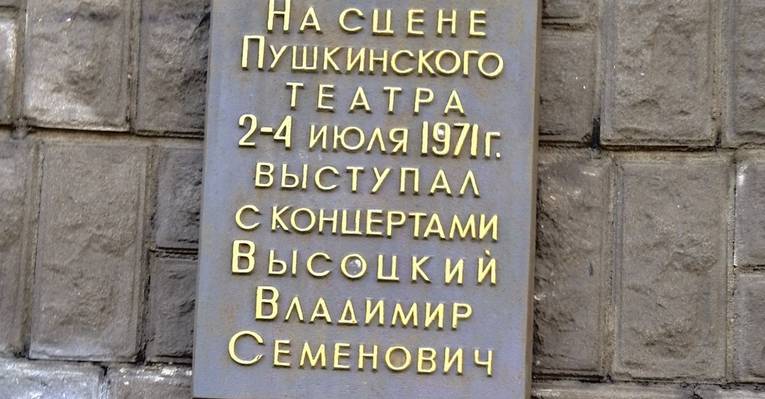 На сцене
Пушкинского
театра
2-4 июля 1971г.
выступал
с концертами
Высоцкий
Владимир
Семенович